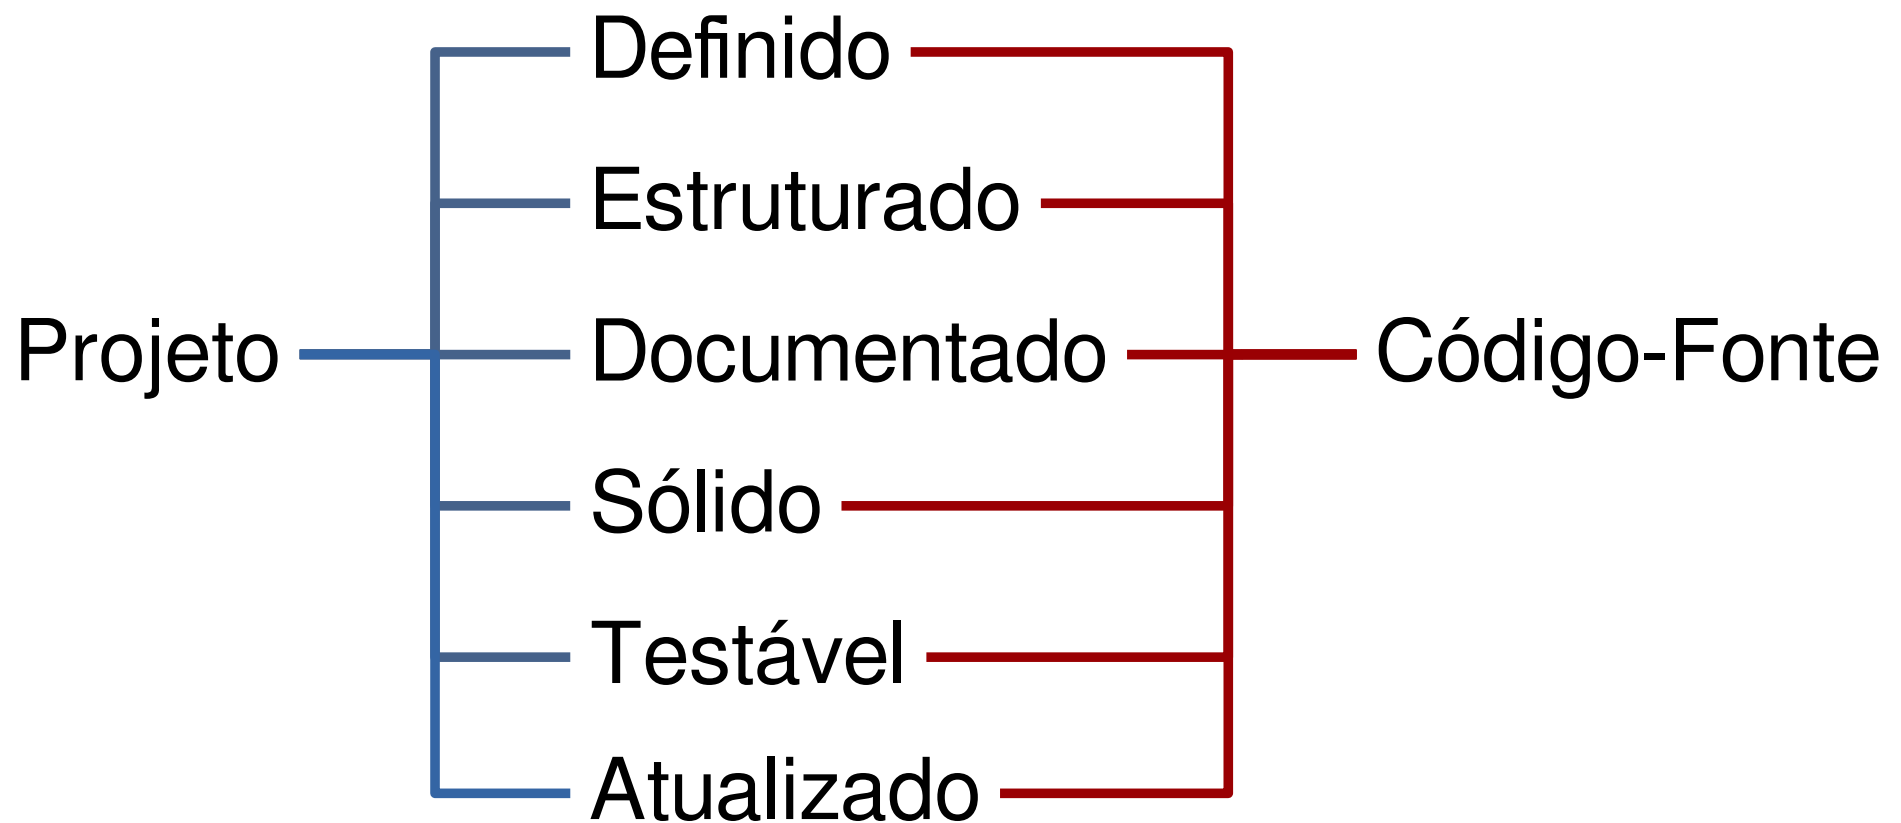 Definido
Estruturado
Projeto
Documentado
Código-Fonte
Sólido
Testável
Atualizado